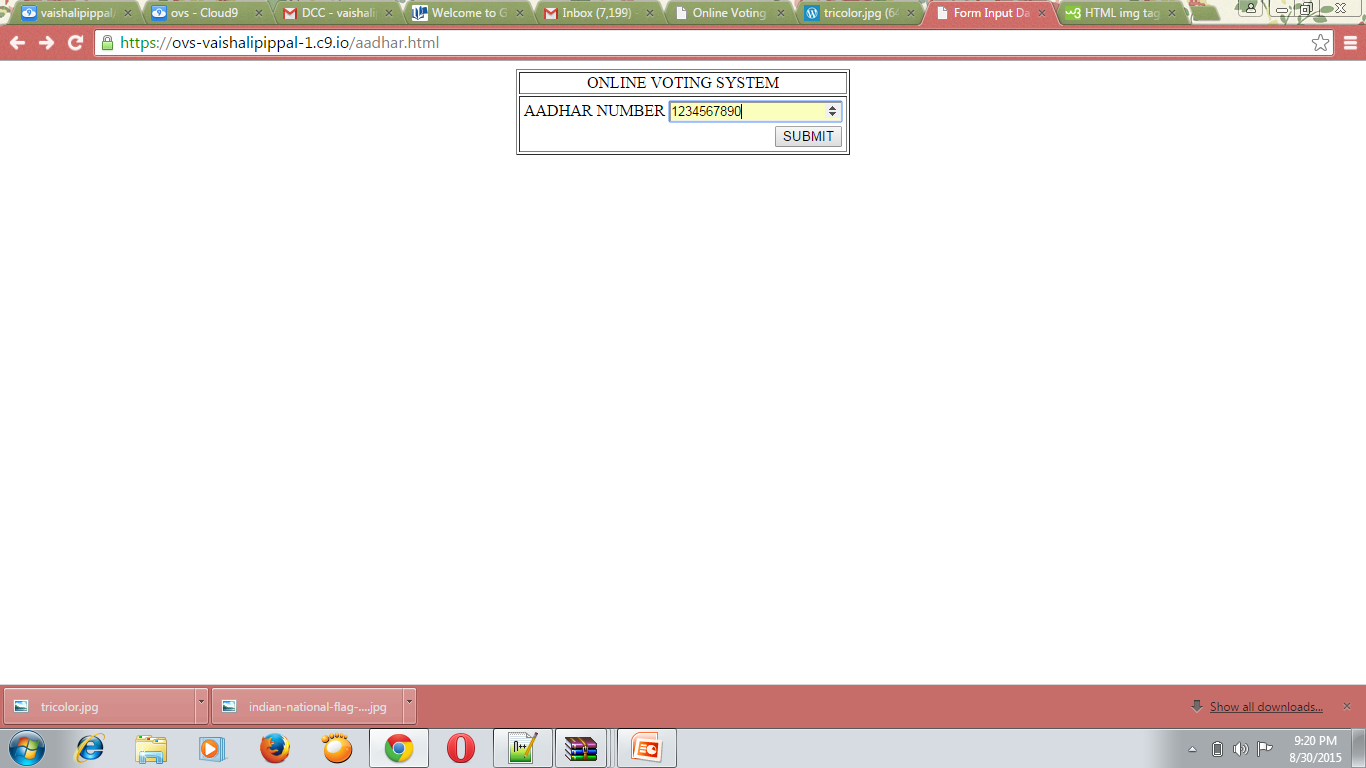 vaishalipippal
ovs - Cloud9
DCC - vaishali
Welcome to G
Inbox (7,199)
Online Voting
tricolor.jpg (64
Form Input Da
HTML img tag
https://ovs-vaishalipippal-1.c9.io/aadhar.html
ONLINE VOTING SYSTEM
AADHAR NUMBER 1234567890
SUBMIT
tricolor.jpg
indian-national-flag-....jpg
Show all downloads...
9:20 PM
8/30/2015